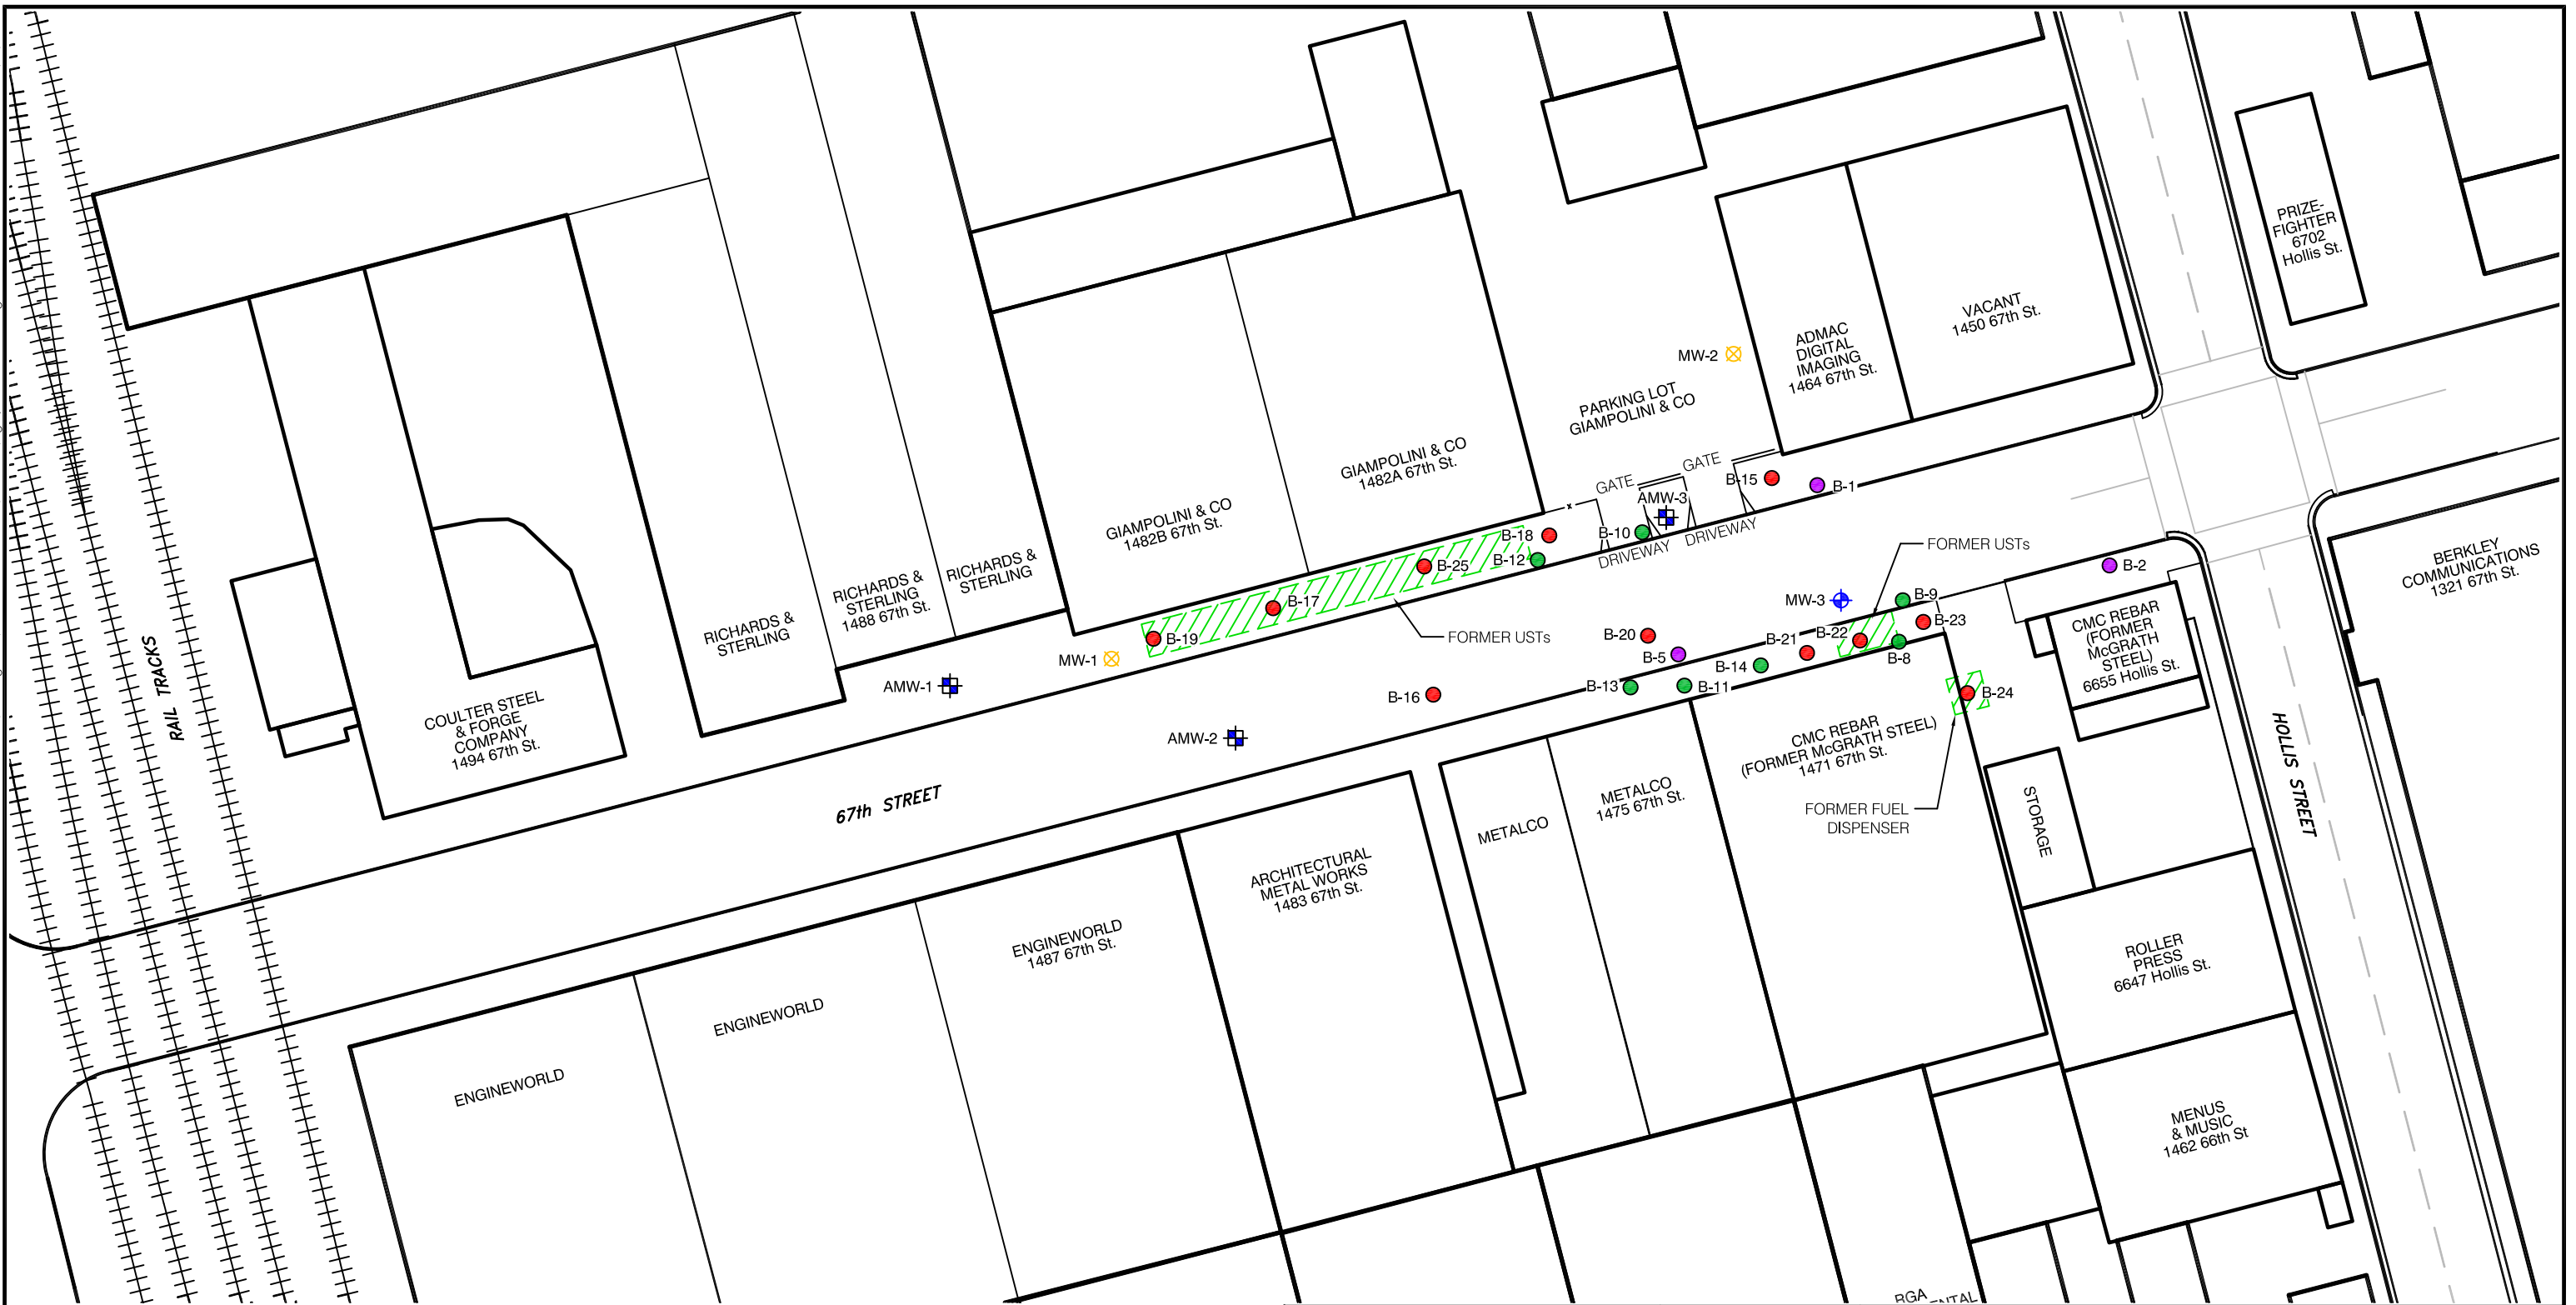 PRIZE-
FIGHTER
6702
Hollis St.
VACANT
1450 67th St.
ADMAC
DIGITAL
IMAGING
1464 67th St.
MW-2
PARKING LOT
GIAMPOLINI & CO
GIAMPOLINI & CO
1482A 67th St.
GIAMPOLINI & CO
1482B 67th St.
GATE
GATE
B-15
B-1
AMW-3
B-18
B-10
B-12
DRIVEWAY
DRIVEWAY
FORMER USTs
B-25
B-17
B-19
FORMER USTs
RICHARDS &
STERLING
RICHARDS &
STERLING
1488 67th St.
RICHARDS &
STERLING
MW-1
AMW-1
AMW-2
B-16
B-20
B-5
MW-3
B-9
B-23
B-22
B-21
B-8
B-14
B-13
B-11
B-24
B-2
BERKLEY
COMMUNICATIONS
1321 67th St.
CMC REBAR
(FORMER
McGRATH
STEEL)
6655 Hollis St.
RAIL TRACKS
COULTER STEEL
& FORGE
COMPANY
1494 67th St.
67th STREET
CMC REBAR
(FORMER McGRATH STEEL)
1471 67th St.
FORMER FUEL
DISPENSER
STORAGE
HOLLIS STREET
METALCO
METALCO
1475 67th St.
ARCHITECTURAL
METAL WORKS
1483 67th St.
ENGINEWORLD
1487 67th St.
ENGINEWORLD
ENGINEWORLD
ROLLER
PRESS
6647 Hollis St.
MENUS
& MUSIC
1462 66th St
RGA